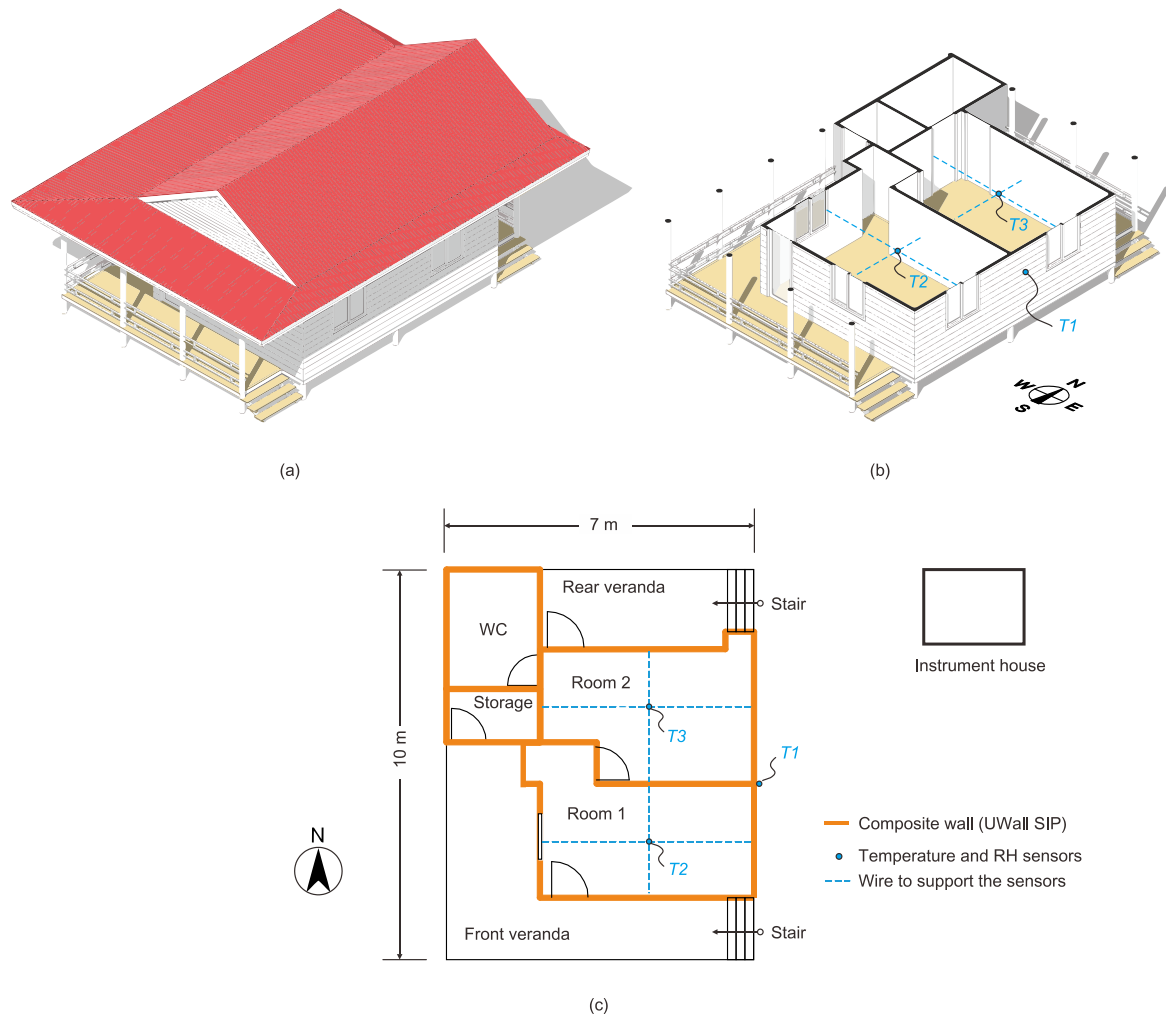 T3
T2
T1
W
N
S
E
(a)
(b)
7 m
Rear veranda
Stair
WC
Room 2
Instrument house
Storage
T3
10 m
T1
Room 1
Composite wall (UWall SIP)
N
Temperature and RH sensors
T2
Wire to support the sensors
Front veranda
Stair
(c)